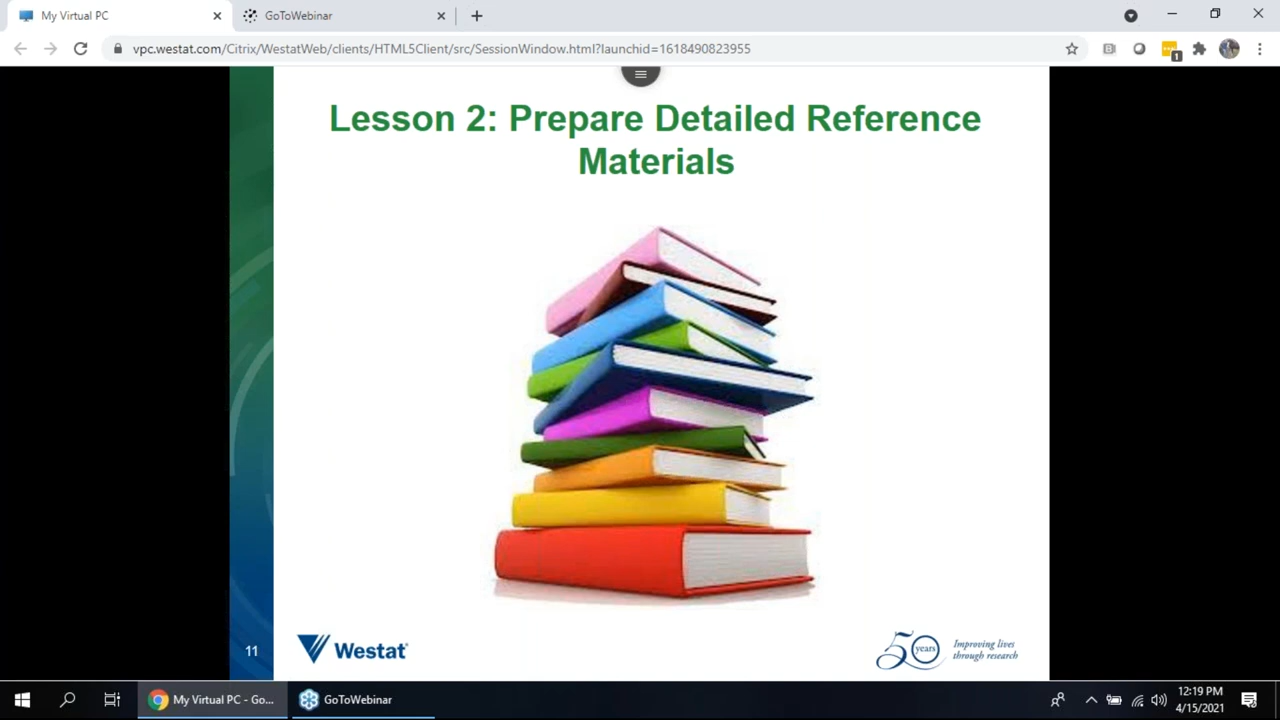 My Virtual PC
GoToWebinar
vpc.westat.com/Citrix/WestatWeb/clients/HTML5Client/src/SessionWindow.html?launchid=1618490823955
1
Lesson 2: Prepare Detailed Reference
Materials
11
Westat
50
years
Improving lives
through research
My Virtual PC - Go...
GoToWebinar
12:19 PM
4/15/2021